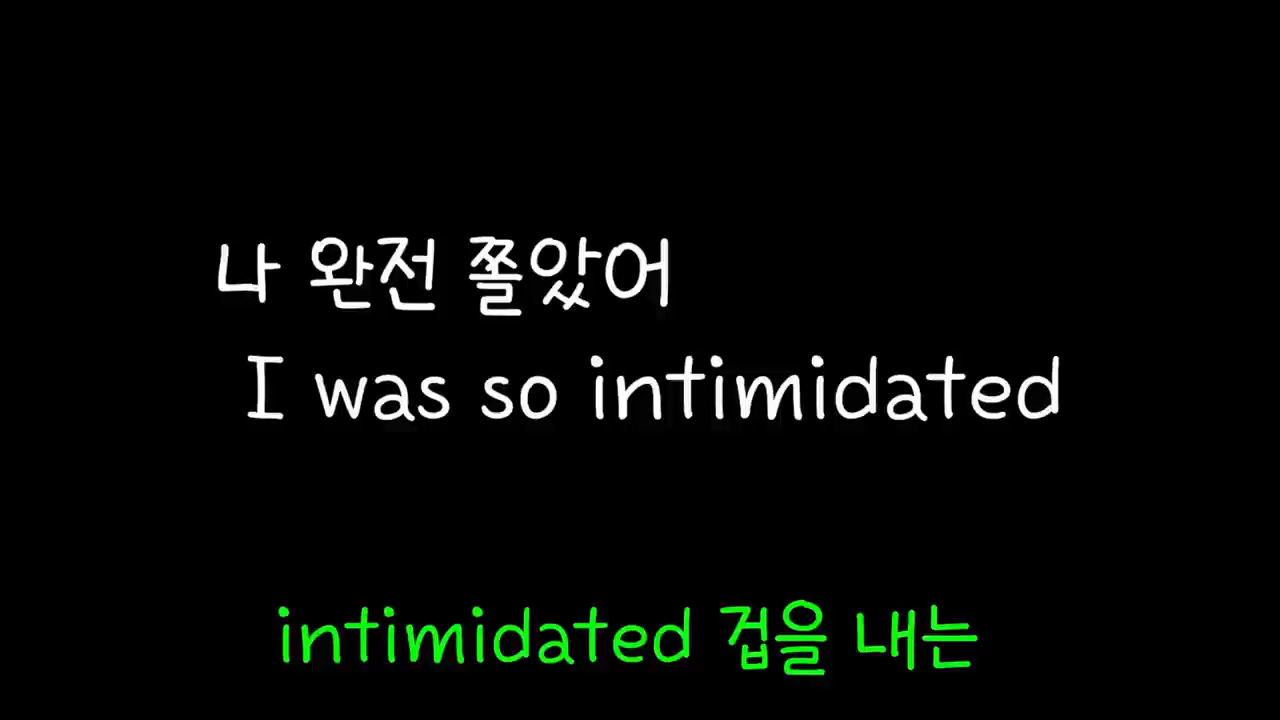 나 완전 쫄았어
I was so intimidated
intimidated 겁을 내는